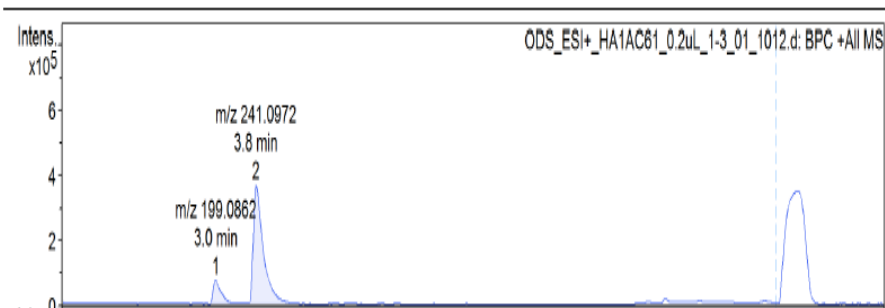 Intens.
x10^5
ODS_ESI+_HA1AC61_0.2uL_1-3_01_1012.d: BPC +All MS
6
m/z 241.0972
3.8 min
2
4
m/z 199.0862
3.0 min
1
2
0